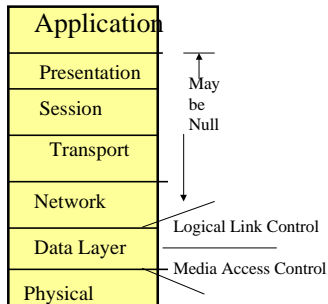 Application
Presentation
Session
Transport
Network
Data Layer
Physical
May
be
Null
Logical Link Control
Media Access Control